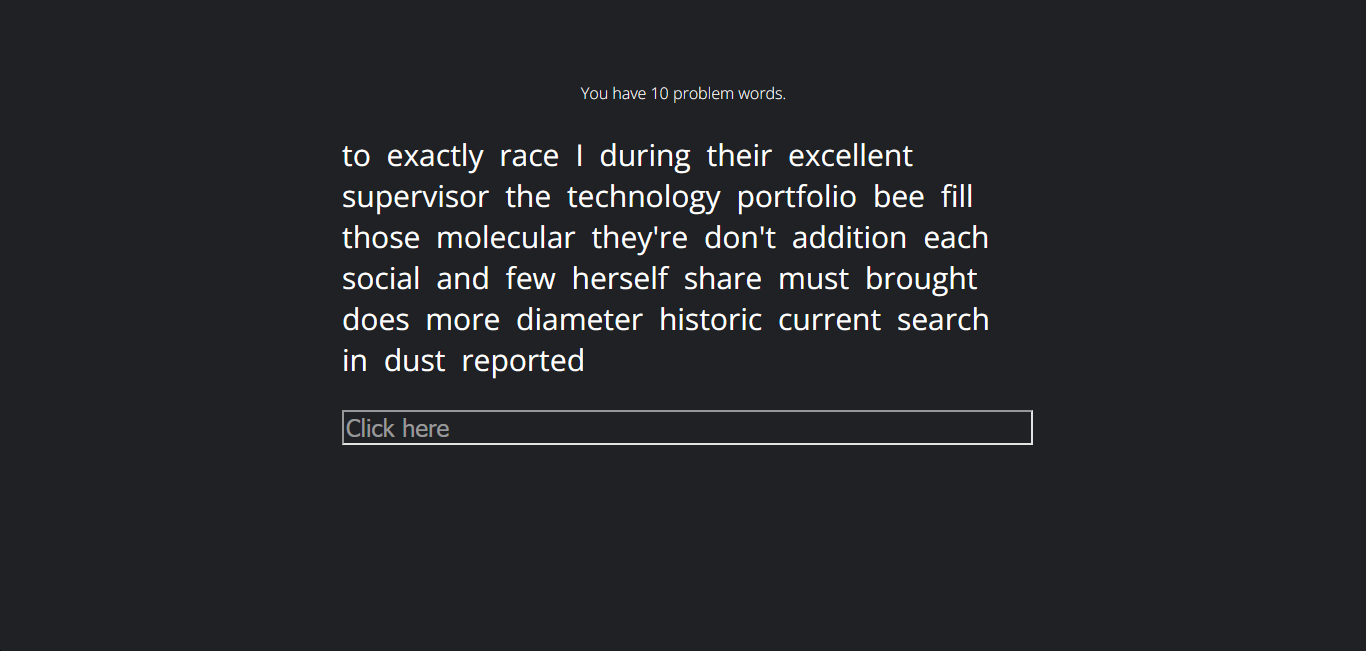 You have 10 problem words.
to exactly race I during their excellent
supervisor the technology portfolio bee fill
those molecular they're don't addition each
social and few herself share must brought
does more diameter historic current search
in dust reported
Click here